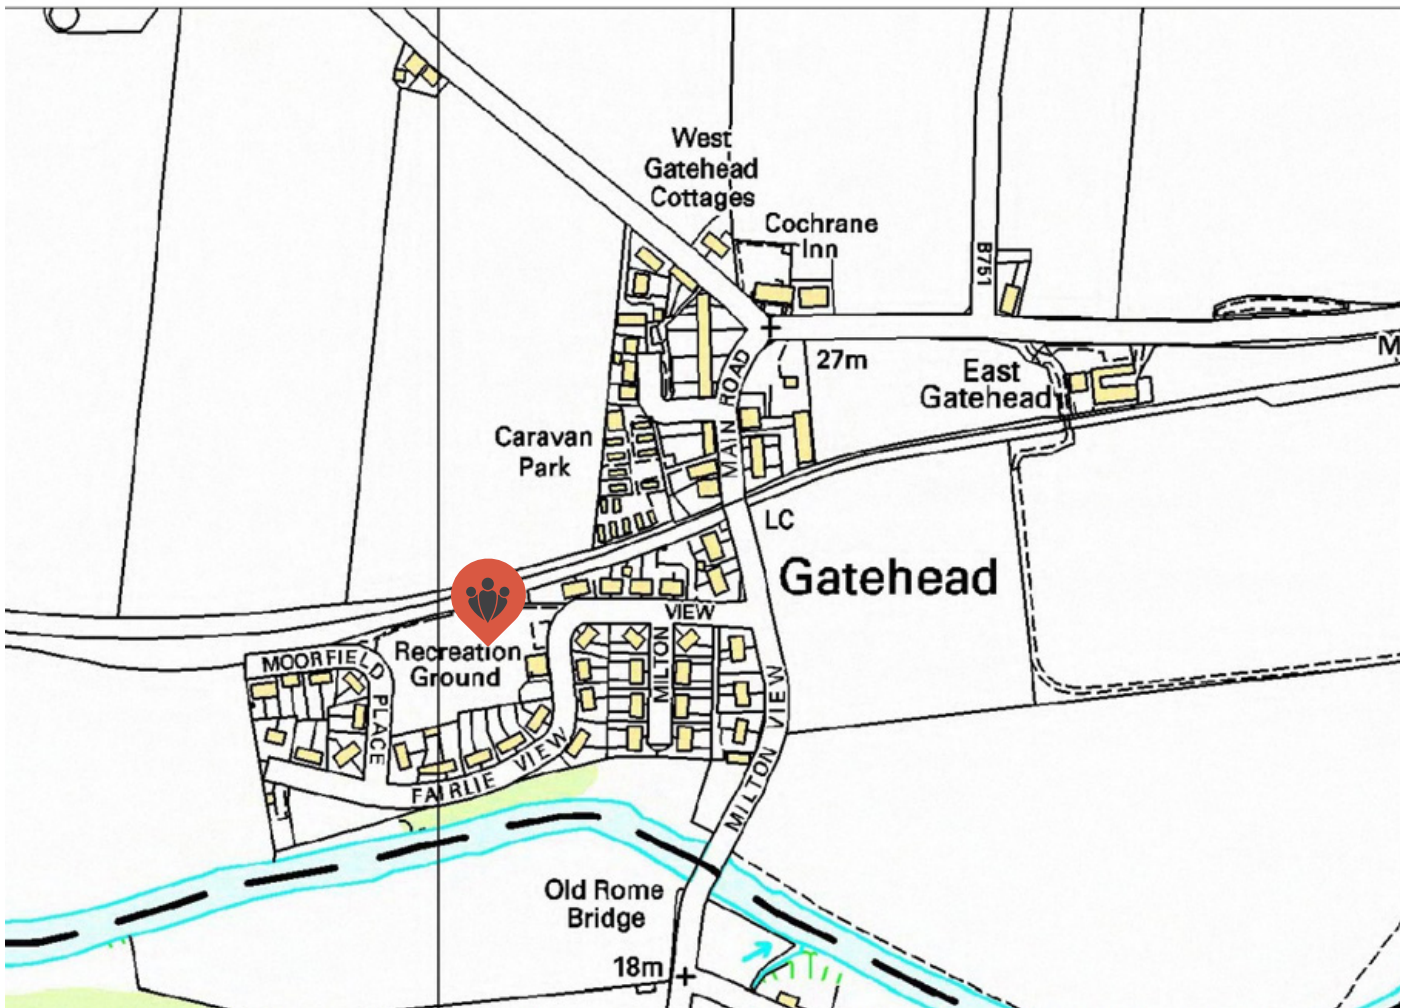 West
Gatehead
Cottages
Cochrane
Inn
B751
27m
M
East
Gatehead
MAIN ROAD
Caravan
Park
LC
Gatehead
VIEW
MOORFIELD PLACE
Recreation
Ground
MILTON
MILTON VIEW
FAIRLIE VIEW
Old Rome
Bridge
18m